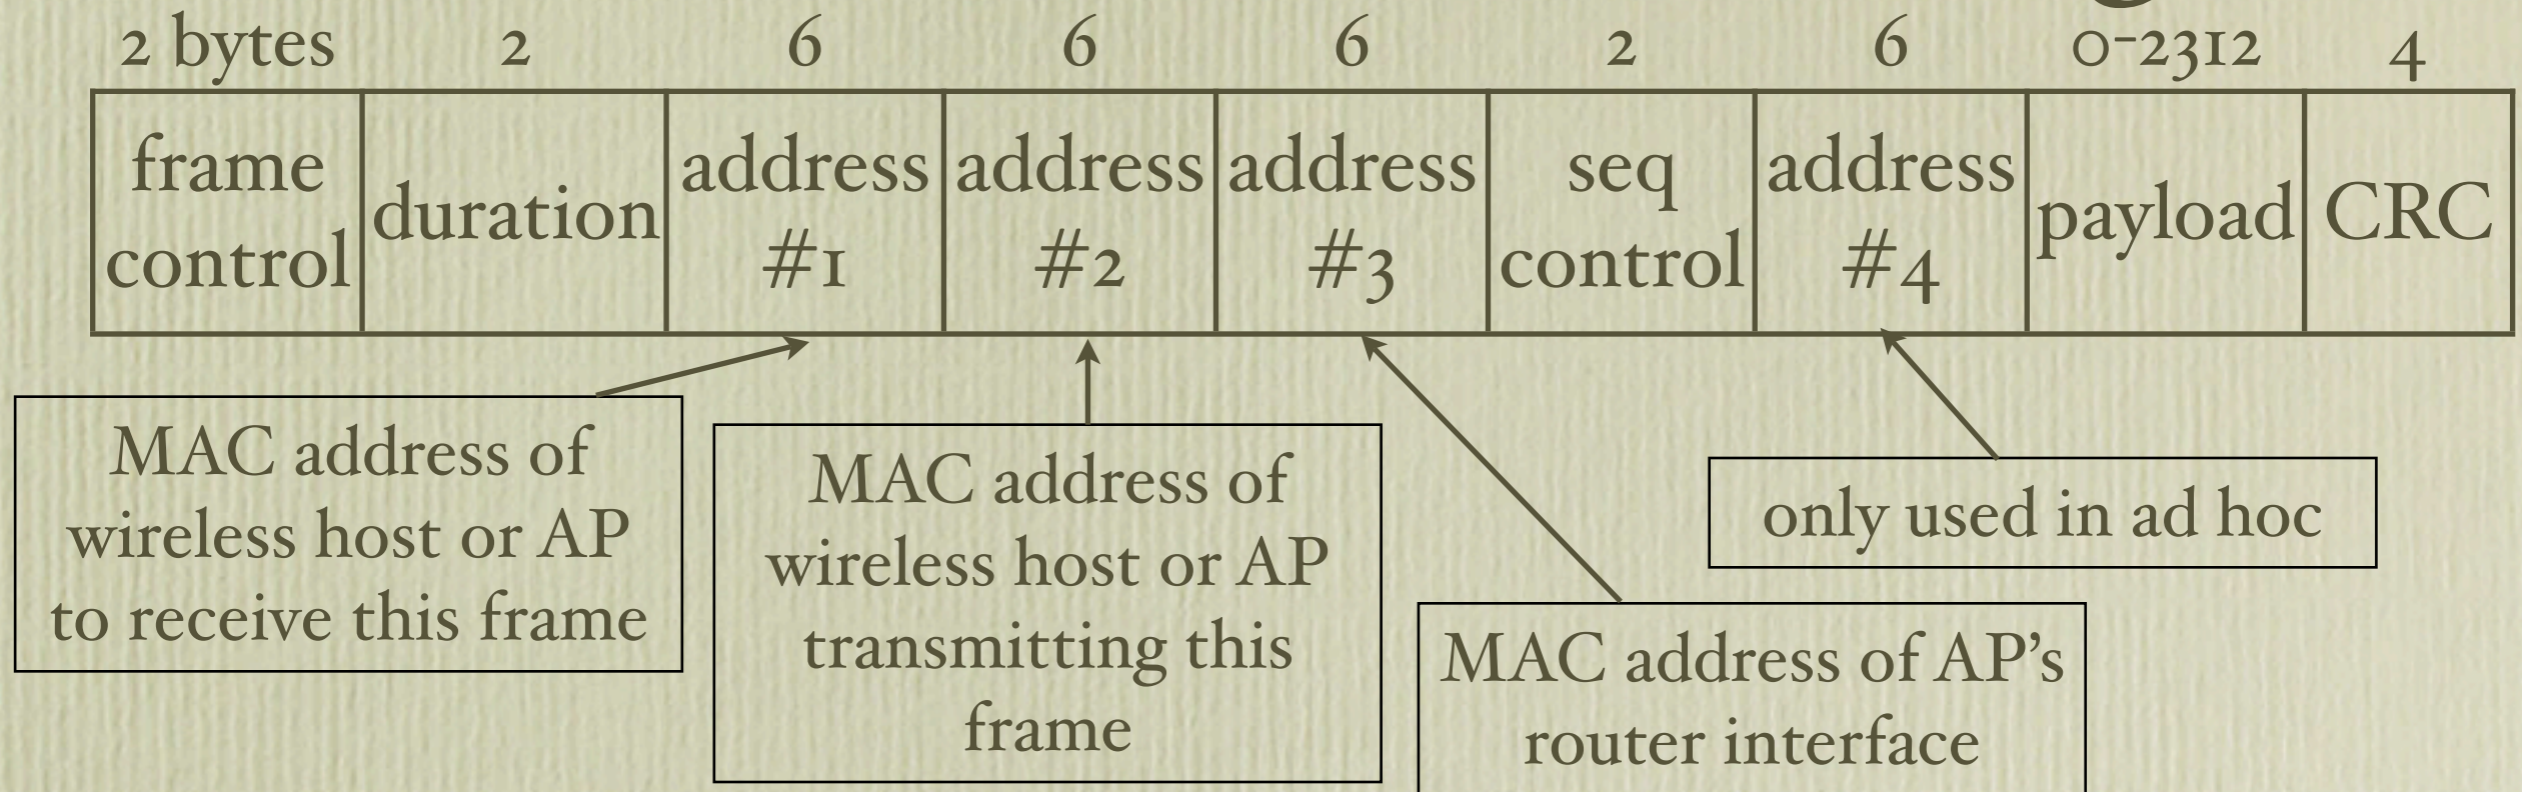 2 bytes 2 6 6 6 2 6 0-2312 4
frame control duration address #1 address #2 address #3 seq control address #4 payload CRC
MAC address of
wireless host or AP
to receive this frame
MAC address of
wireless host or AP
transmitting this
frame
MAC address of AP’s
router interface
only used in ad hoc